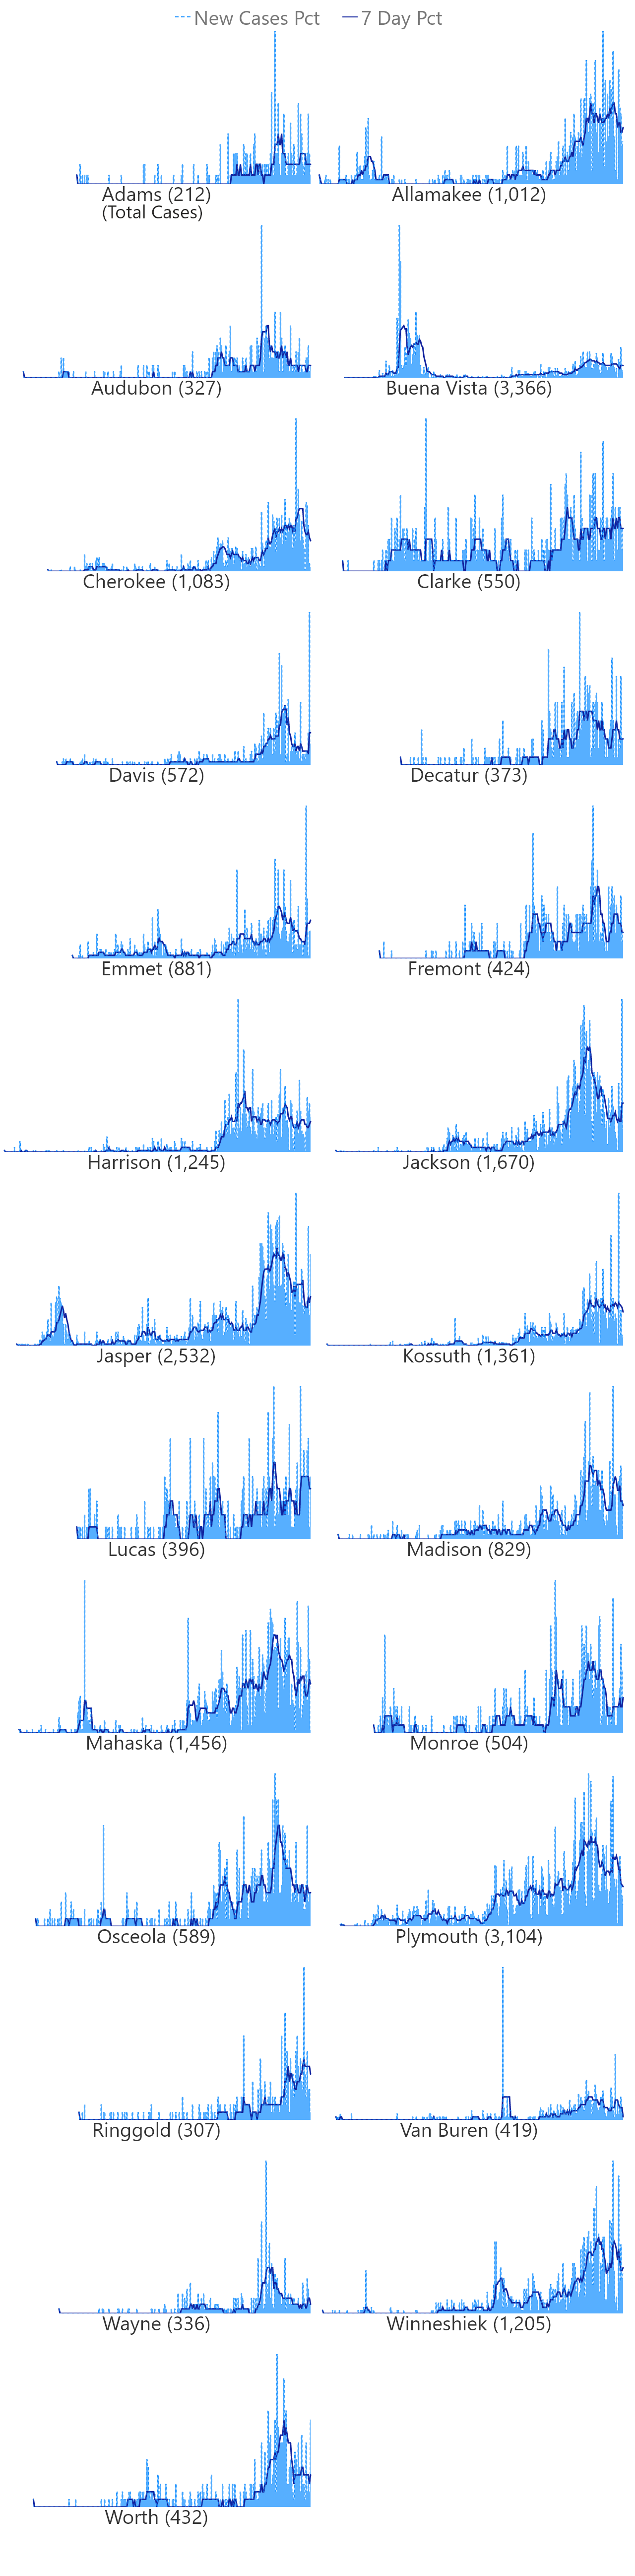 New Cases Pct 7 Day Pct
Adams (212) Allamakee (1,012)
(Total Cases)
Audubon (327) Buena Vista (3,366)
Cherokee (1,083) Clarke (550)
Davis (572) Decatur (373)
Emmet (881) Fremont (424)
Harrison (1,245) Jackson (1,670)
Jasper (2,532) Kossuth (1,361)
Lucas (396) Madison (829)
Mahaska (1,456) Monroe (504)
Osceola (589) Plymouth (3,104)
Ringgold (307) Van Buren (419)
Wayne (336) Winneshiek (1,205)
Worth (432)